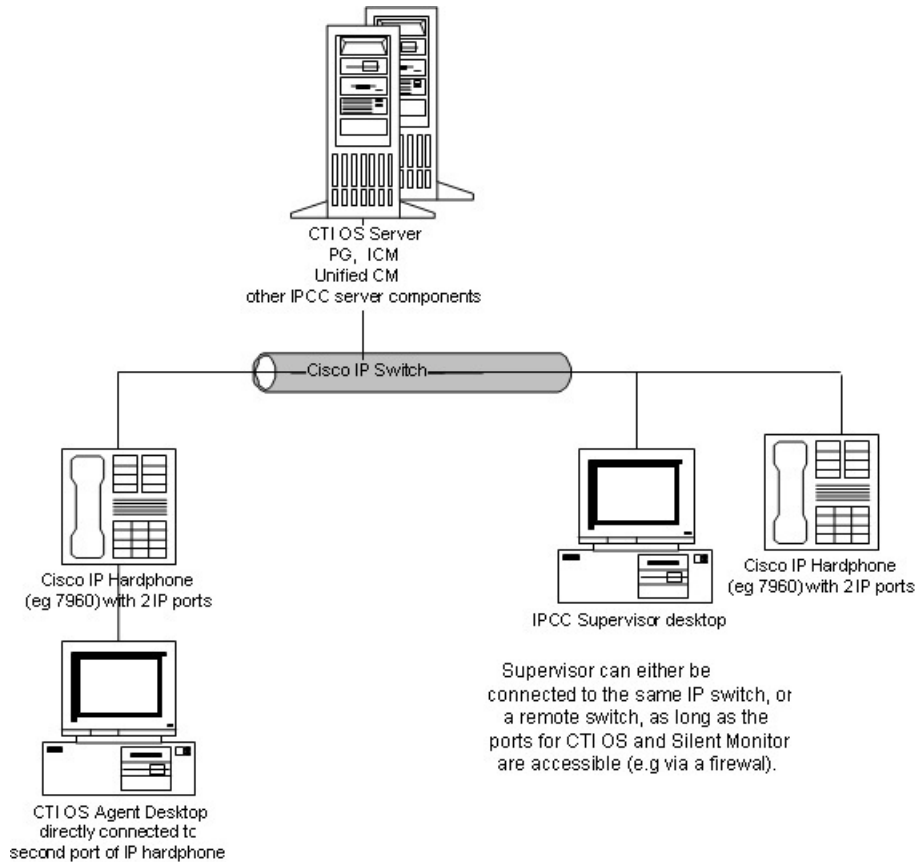 CTI OS Server
PG, ICM
Unified CM
other IPCC server components
Cisco IP Switch
Cisco IP Hardphone
(eg 7960) with 2 IP ports
CTI OS Agent Desktop
directly connected to
second port of IP hardphone
IPCC Supervisor desktop
Cisco IP Hardphone
(eg 7960) with 2 IP ports
Supervisor can either be
connected to the same IP switch, or
a remote switch, as long as the
ports for CTI OS and Silent Monitor
are accessible (e.g via a firewal).